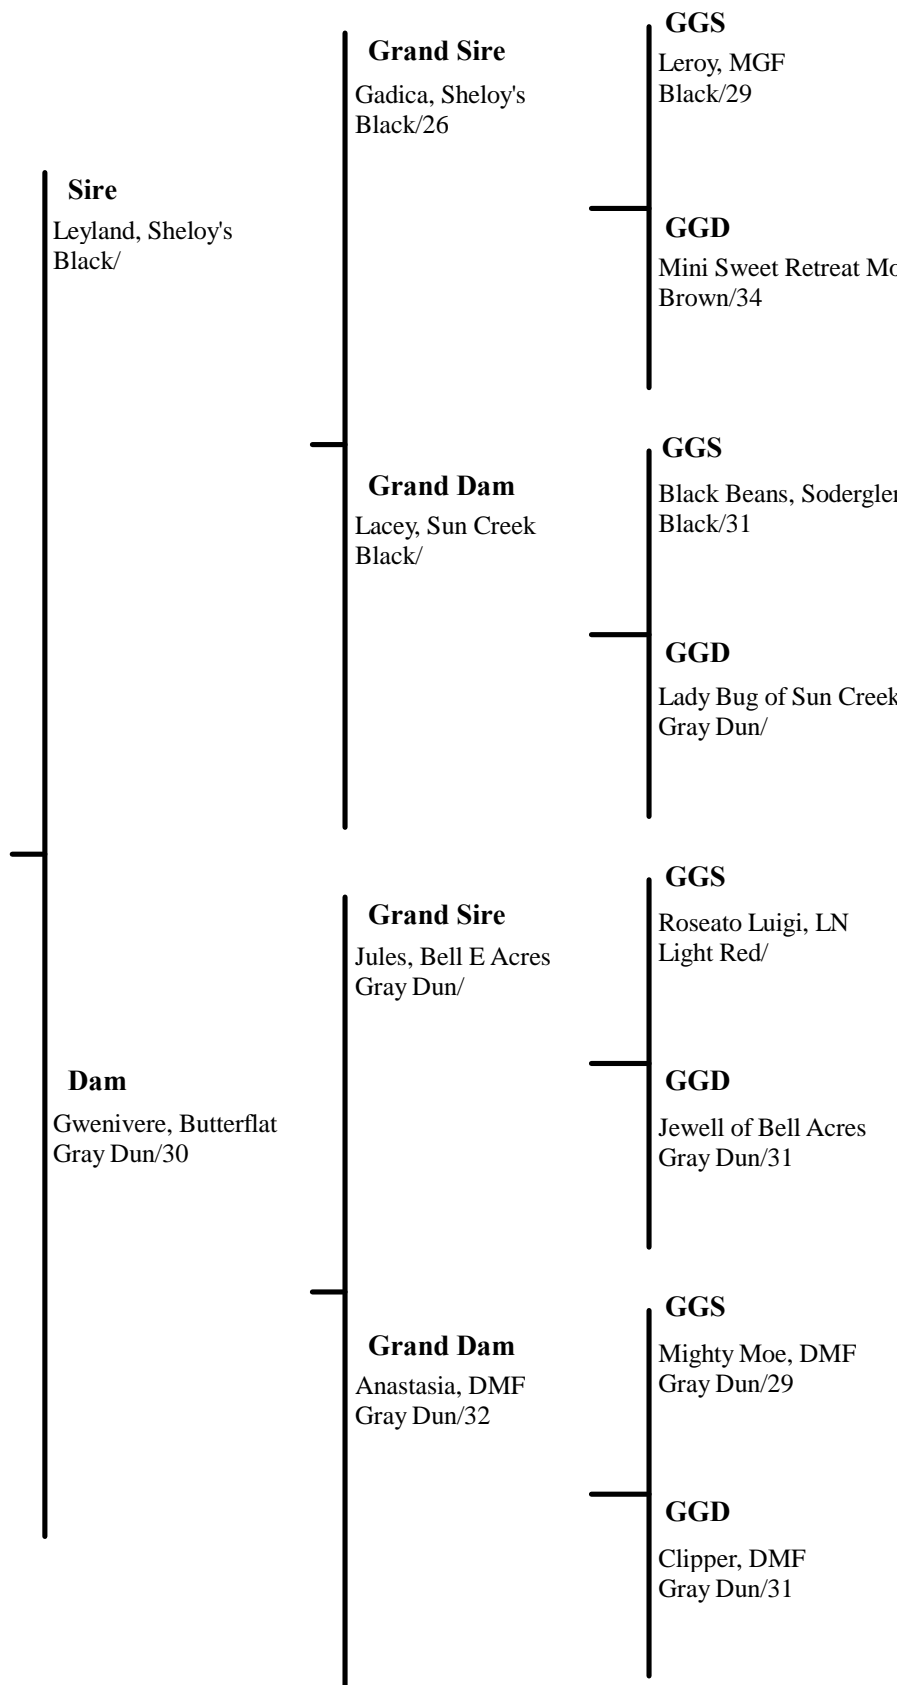 Sire
Leyland, Sheloy's
Black/
Dam
Gwenivere, Butterflat
Gray Dun/30
Grand Sire
Gadica, Sheloy's
Black/26
Grand Dam
Lacey, Sun Creek
Black/
Grand Sire
Jules, Bell E Acres
Gray Dun/
Grand Dam
Anastasia, DMF
Gray Dun/32
GGS
Leroy, MGF
Black/29
GGD
Mini Sweet Retreat
Brown/34
GGS
Black Beans,
Black/31
GGD
Lady Bug of Sun Creek
Gray Dun/
GGS
Roseato Luigi, LN
Light Red/
GGD
Jewell of Bell Acres
Gray Dun/31
GGS
Mighty Moe, DMF
Gray Dun/29
GGD
Clipper, DMF
Gray Dun/31